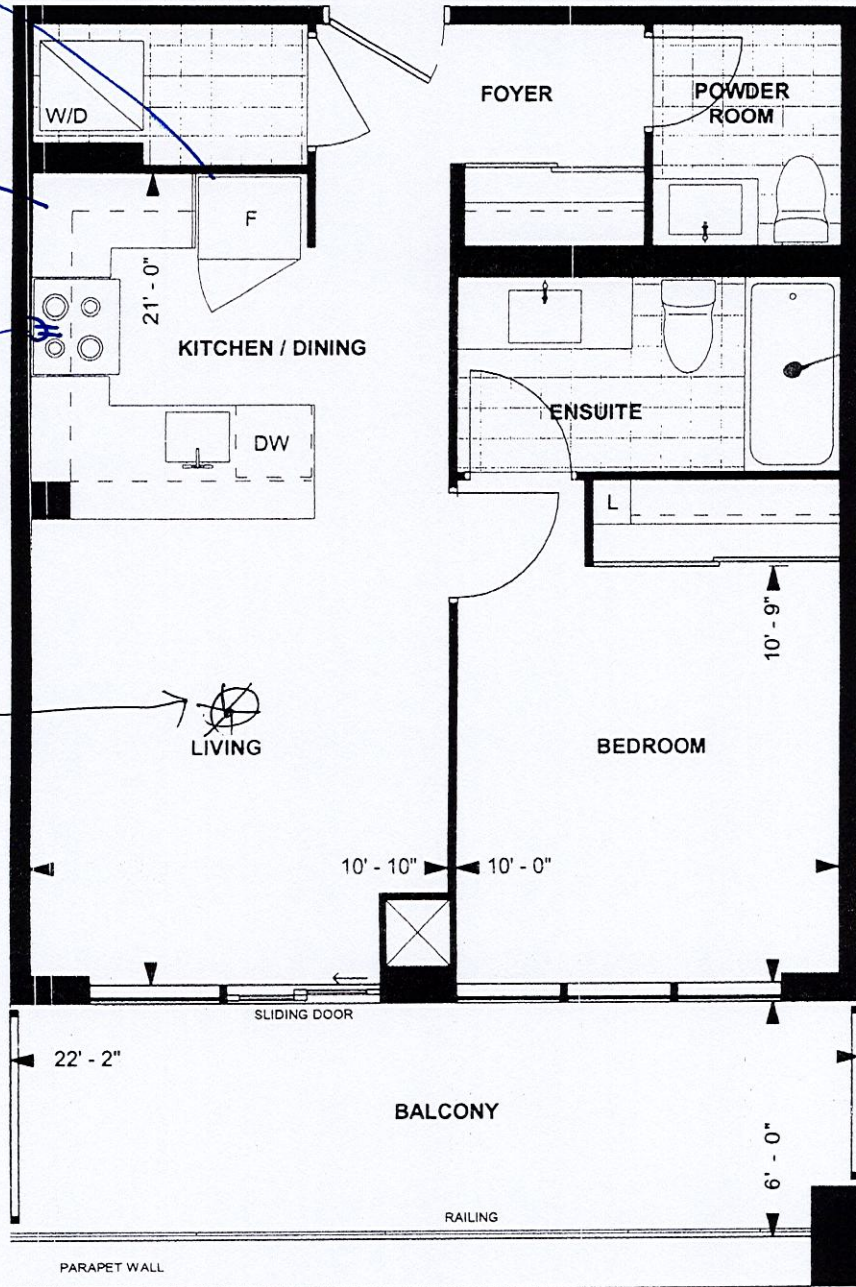 W/D
FOYER
POWDER
ROOM
F
21' - 0"
KITCHEN / DINING
DW
ENSUITE
L
10' - 9"
LIVING
BEDROOM
10' - 10"
10' - 0"
SLIDING DOOR
22' - 2"
BALCONY
6' - 0"
RAILING
PARAPET WALL